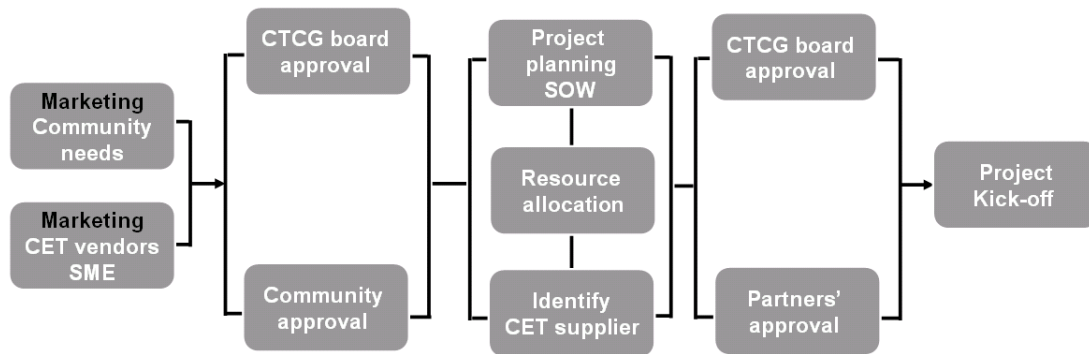 Marketing
Community
needs
Marketing
CET vendors
SME
CTCG board
approval
Community
approval
Project
planning
SOW
Resource
allocation
Identify
CET supplier
CTCG board
approval
Partners’
approval
Project
Kick-off